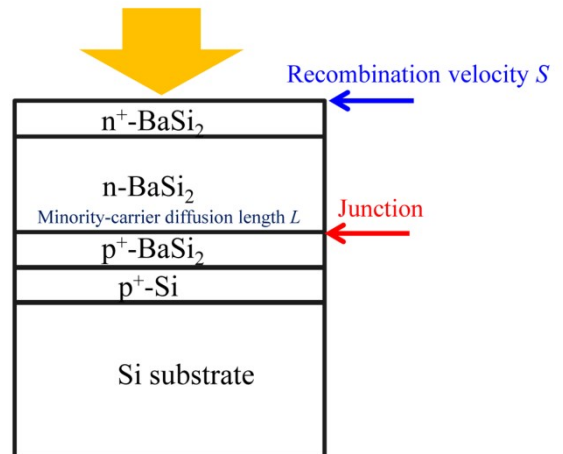 Recombination velocity S
n⁺-BaSi₂
n-BaSi₂
Minority-carrier diffusion length L
Junction
p⁺-BaSi₂
p⁺-Si
Si substrate